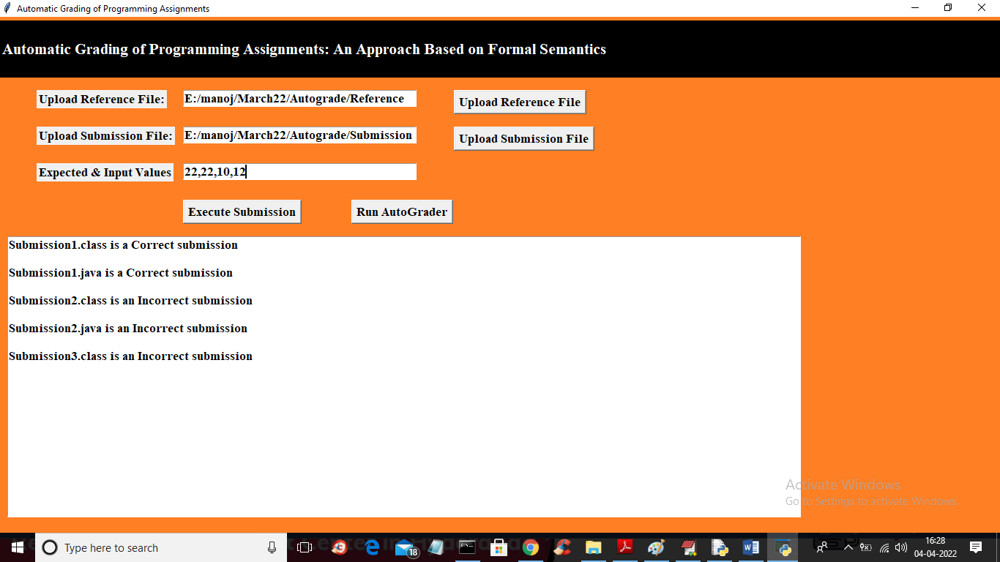 Automatic Grading of Programming Assignments
Automatic Grading of Programming Assignments: An Approach Based on Formal Semantics
Upload Reference File: E:/manoj/March22/Autograde/Reference Upload Reference File
Upload Submission File: E:/manoj/March22/Autograde/Submission Upload Submission File
Expected & Input Values 22,22,10,12
Execute Submission Run AutoGrader
Submission1.class is a Correct submission
Submission1.java is a Correct submission
Submission2.class is an Incorrect submission
Submission2.java is an Incorrect submission
Submission3.class is an Incorrect submission
Activate Windows
Go to Settings to activate Windows.
Type here to search 18 16:28
04-04-2022